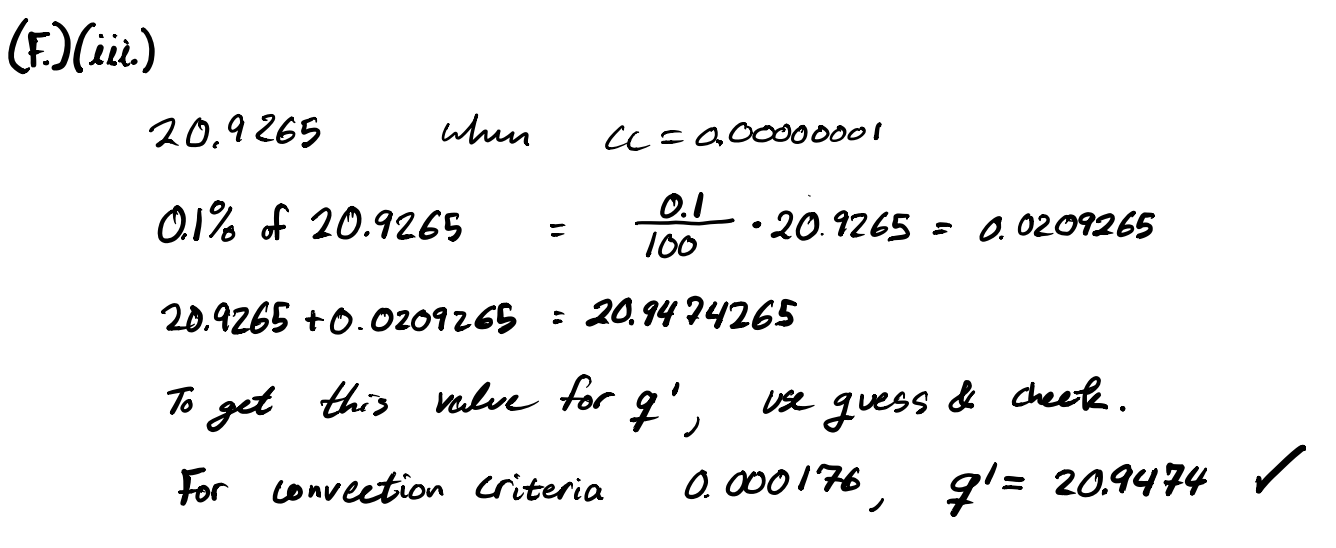 (F.)(iii.)
20.9265 when cc = 0.00000001
0.1% of 20.9265 = 0.1/100 · 20.9265 = 0.0209265
20.9265 + 0.0209265 = 20.9474265
To get this value for q', use guess & check.
For convection criteria 0.000176, q' = 20.9474 ✓